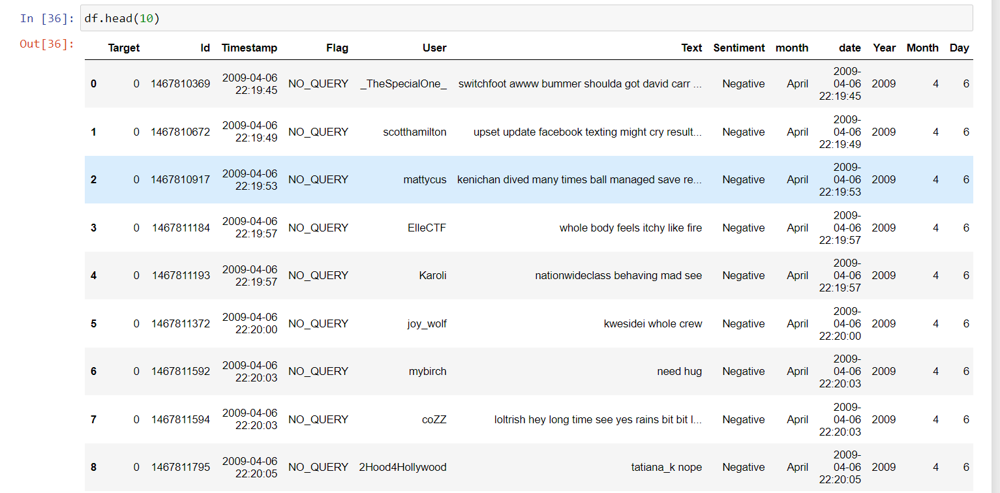 In [36]: df.head(10)
Out[36]:
Target Id Timestamp Flag User Text Sentiment month date Year Month Day
0 0 1467810369 2009-04-06 22:19:45 NO_QUERY _TheSpecialOne_ switchfoot awww bummer shoulda got david carr ... Negative April 2009-04-06 22:19:45 2009 4 6
1 0 1467810672 2009-04-06 22:19:49 NO_QUERY scotthamilton upset update facebook texting might cry result... Negative April 2009-04-06 22:19:49 2009 4 6
2 0 1467810917 2009-04-06 22:19:53 NO_QUERY mattycus kenichan dived many times ball managed save re... Negative April 2009-04-06 22:19:53 2009 4 6
3 0 1467811184 2009-04-06 22:19:57 NO_QUERY ElleCTF whole body feels itchy like fire Negative April 2009-04-06 22:19:57 2009 4 6
4 0 1467811193 2009-04-06 22:19:57 NO_QUERY Karoli nationwideclass behaving mad see Negative April 2009-04-06 22:19:57 2009 4 6
5 0 1467811372 2009-04-06 22:20:00 NO_QUERY joy_wolf kwesidei whole crew Negative April 2009-04-06 22:20:00 2009 4 6
6 0 1467811592 2009-04-06 22:20:03 NO_QUERY mybirch need hug Negative April 2009-04-06 22:20:03 2009 4 6
7 0 1467811594 2009-04-06 22:20:03 NO_QUERY coZZ loltrish hey long time see yes rains bit bit l... Negative April 2009-04-06 22:20:03 2009 4 6
8 0 1467811795 2009-04-06 22:20:05 NO_QUERY 2Hood4Hollywood tatiana_k nope Negative April 2009-04-06 22:20:05 2009 4 6